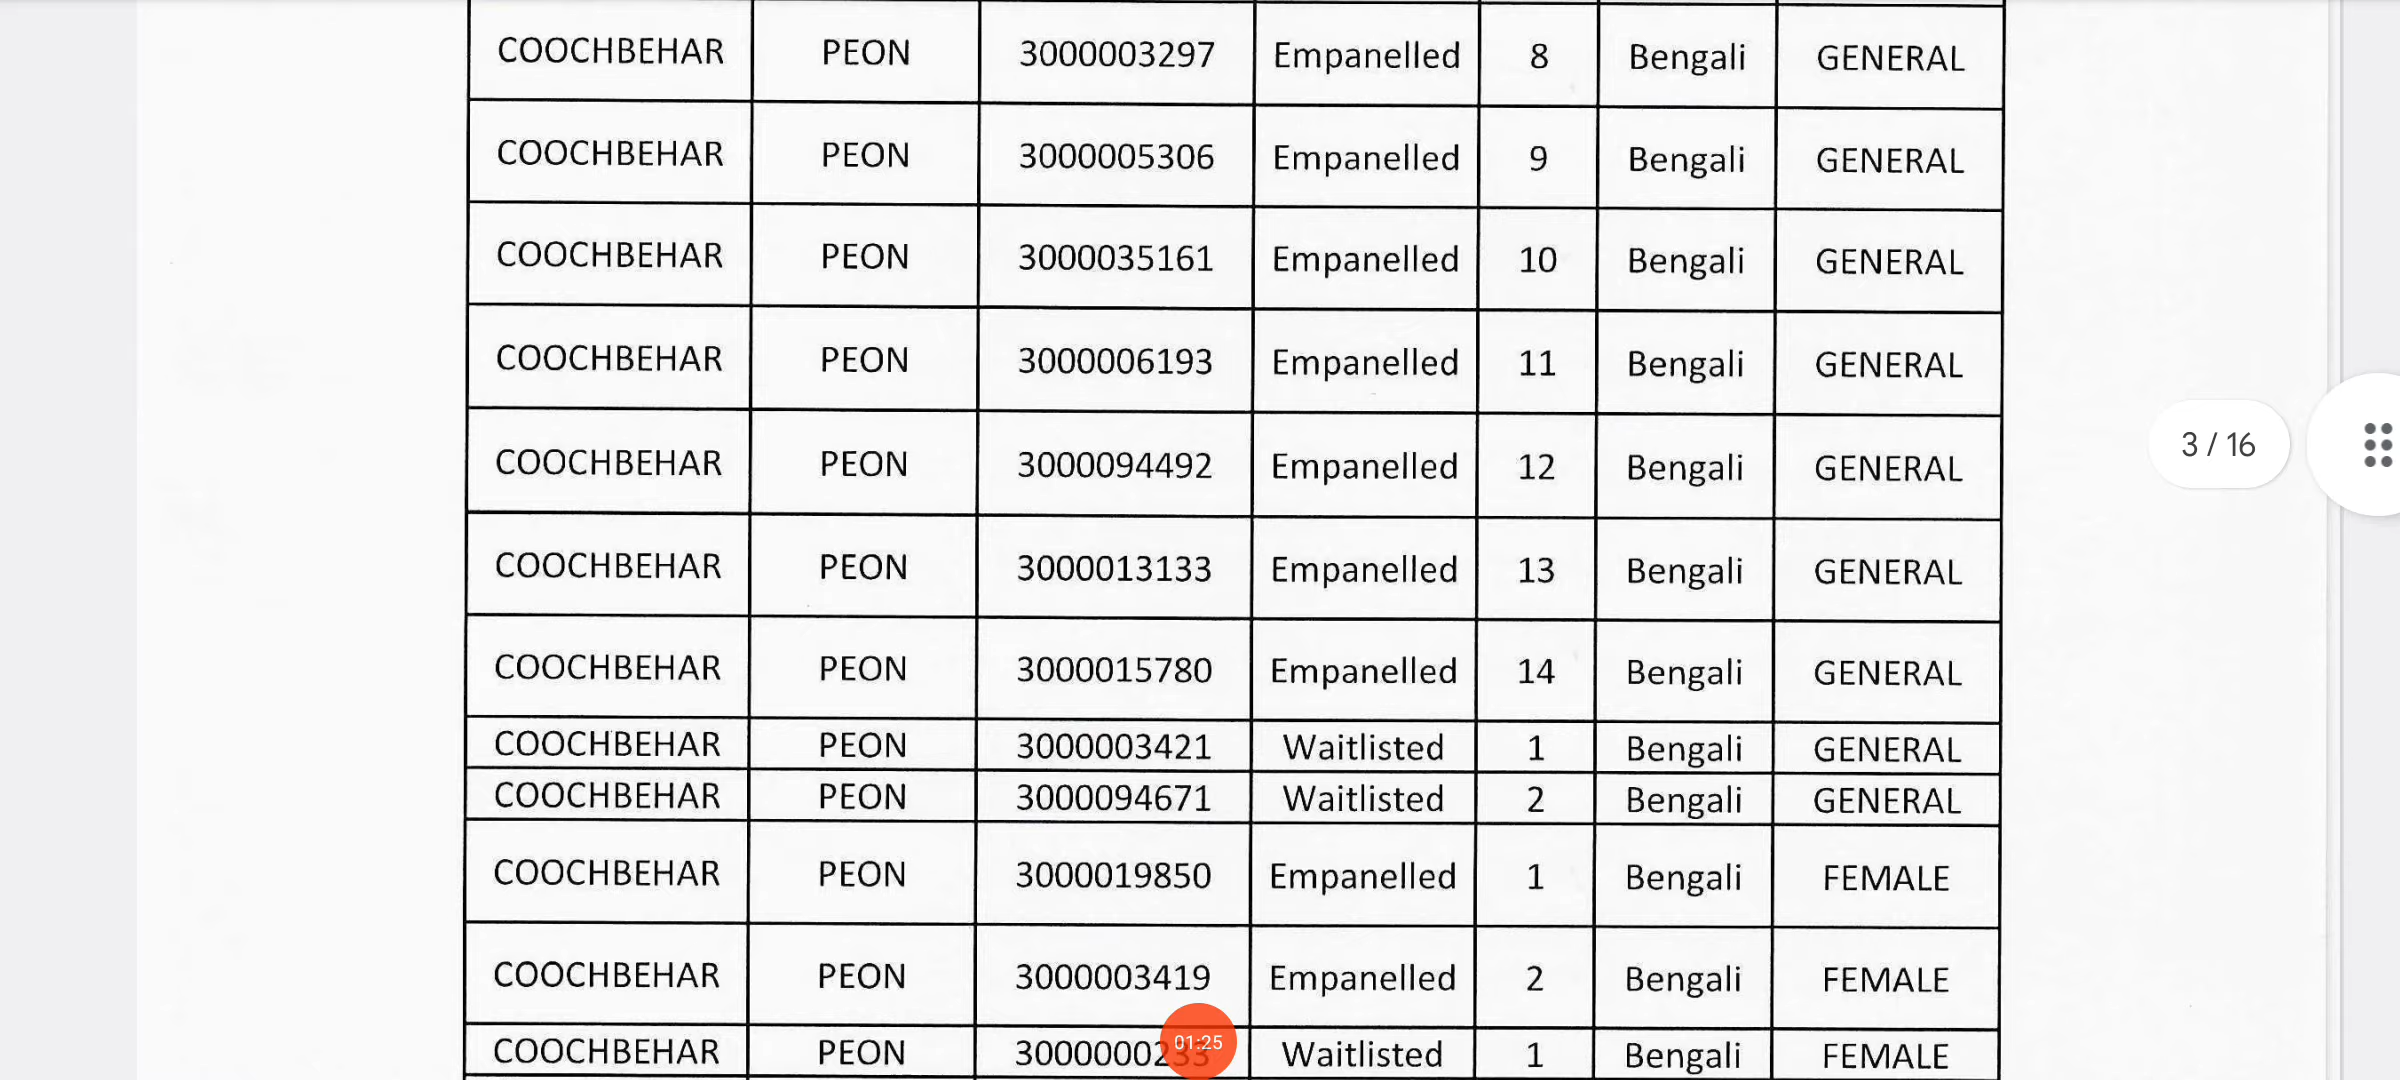 COOCHBEHAR PEON 3000003297 Empanelled 8 Bengali GENERAL
COOCHBEHAR PEON 3000005306 Empanelled 9 Bengali GENERAL
COOCHBEHAR PEON 3000035161 Empanelled 10 Bengali GENERAL
COOCHBEHAR PEON 3000006193 Empanelled 11 Bengali GENERAL
3 / 16
COOCHBEHAR PEON 3000094492 Empanelled 12 Bengali GENERAL
COOCHBEHAR PEON 3000013133 Empanelled 13 Bengali GENERAL
COOCHBEHAR PEON 3000015780 Empanelled 14 Bengali GENERAL
COOCHBEHAR PEON 3000003421 Waitlisted 1 Bengali GENERAL
COOCHBEHAR PEON 3000094671 Waitlisted 2 Bengali GENERAL
COOCHBEHAR PEON 3000019850 Empanelled 1 Bengali FEMALE
COOCHBEHAR PEON 3000003419 Empanelled 2 Bengali FEMALE
01:25
COOCHBEHAR PEON 3000000233 Waitlisted 1 Bengali FEMALE